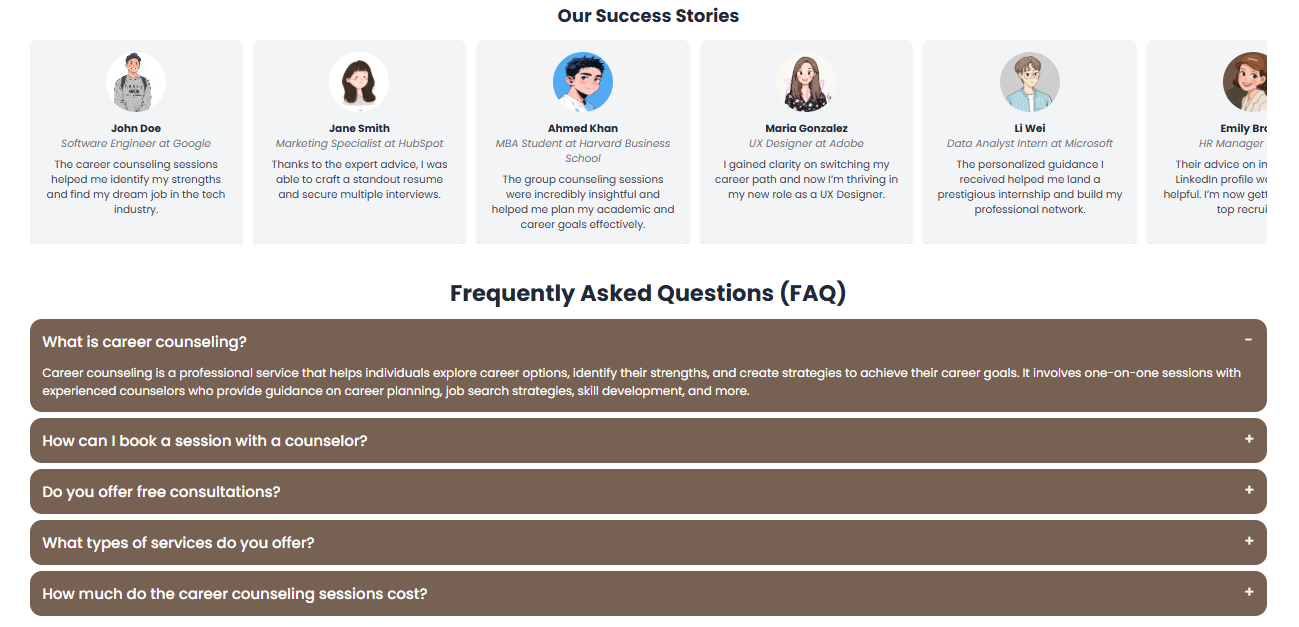 Our Success Stories
John Doe
Software Engineer at Google
The career counseling sessions
helped me identify my strengths
and find my dream job in the tech
industry.
Jane Smith
Marketing Specialist at HubSpot
Thanks to the expert advice, I was
able to craft a standout resume
and secure multiple interviews.
Ahmed Khan
MBA Student at Harvard Business
School
The group counseling sessions
were incredibly insightful and
helped me plan my academic and
career goals effectively.
Maria Gonzalez
UX Designer at Adobe
I gained clarity on switching my
career path and now I'm thriving in
my new role as a UX Designer.
Li Wei
Data Analyst Intern at Microsoft
The personalized guidance I
received helped me land a
prestigious internship and build my
professional network.
Emily
HR Manager
Their advice on
LinkedIn profile
helpful. I'm now
top
Frequently Asked Questions (FAQ)
What is career counseling? −
Career counseling is a professional service that helps individuals explore career options, identify their strengths, and create strategies to achieve their career goals. It involves one-on-one sessions with
experienced counselors who provide guidance on career planning, job search strategies, skill development, and more.
How can I book a session with a counselor? +
Do you offer free consultations? +
What types of services do you offer? +
How much do the career counseling sessions cost? +